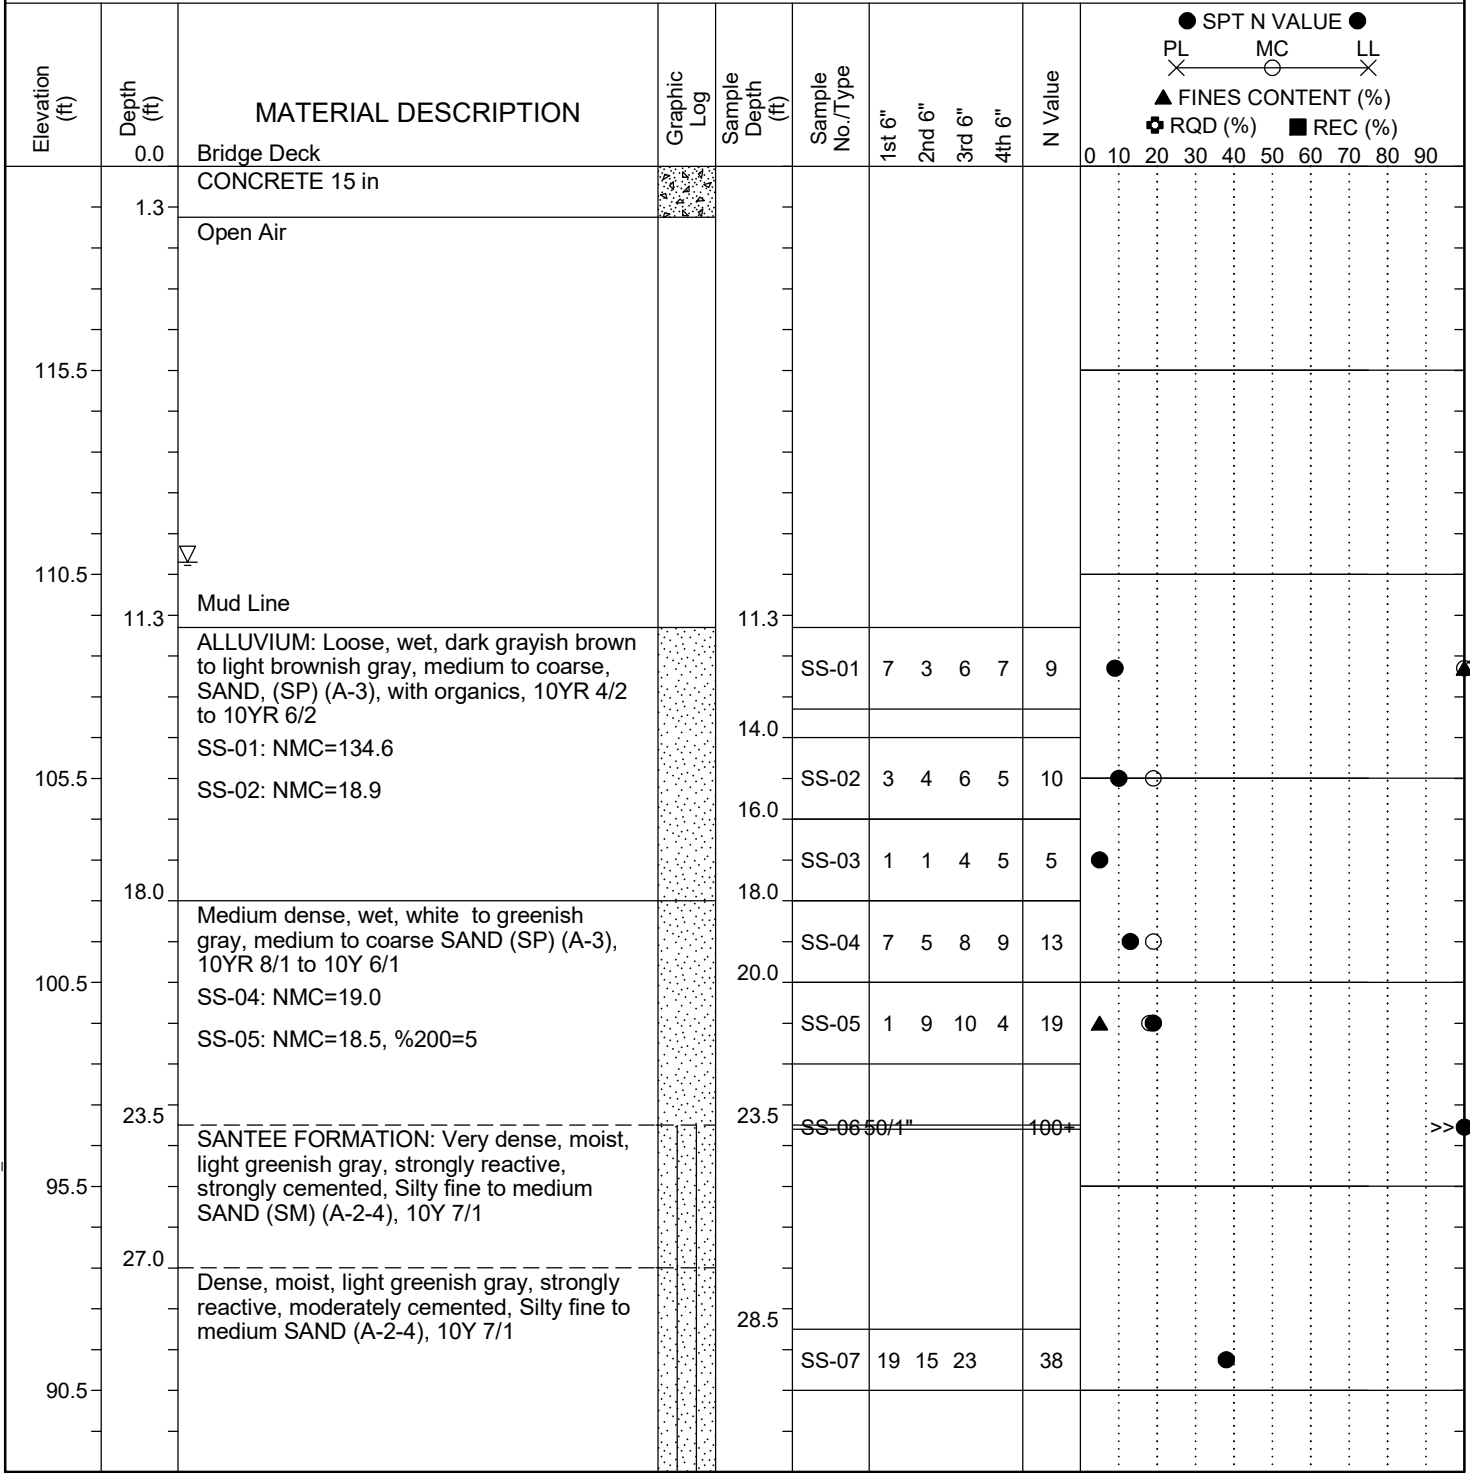 ● SPT N VALUE ●
PL MC LL
▲ FINES CONTENT (%)
RQD (%) ■ REC (%)
0 10 20 30 40 50 60 70 80 90
Elevation (ft)
Depth (ft)
MATERIAL DESCRIPTION
Graphic Log
Sample Depth (ft)
Sample No./Type
1st 6"
2nd 6"
3rd 6"
4th 6"
N Value
0.0 Bridge Deck
CONCRETE 15 in
1.3
Open Air
115.5
110.5
Mud Line
11.3 11.3
ALLUVIUM: Loose, wet, dark grayish brown
to light brownish gray, medium to coarse,
SAND, (SP) (A-3), with organics, 10YR 4/2
to 10YR 6/2
SS-01 7 3 6 7 9
14.0
SS-01: NMC=134.6
105.5
SS-02: NMC=18.9
SS-02 3 4 6 5 10
16.0
SS-03 1 1 4 5 5
18.0 18.0
Medium dense, wet, white to greenish
gray, medium to coarse SAND (SP) (A-3),
10YR 8/1 to 10Y 6/1
SS-04 7 5 8 9 13
20.0
100.5
SS-04: NMC=19.0
SS-05: NMC=18.5, %200=5
SS-05 1 9 10 4 19
23.5 23.5
SS-06 50/1" 100+ >>
SANTEE FORMATION: Very dense, moist,
light greenish gray, strongly reactive,
strongly cemented, Silty fine to medium
SAND (SM) (A-2-4), 10Y 7/1
95.5
27.0
Dense, moist, light greenish gray, strongly
reactive, moderately cemented, Silty fine to
medium SAND (A-2-4), 10Y 7/1
28.5
SS-07 19 15 23 38
90.5